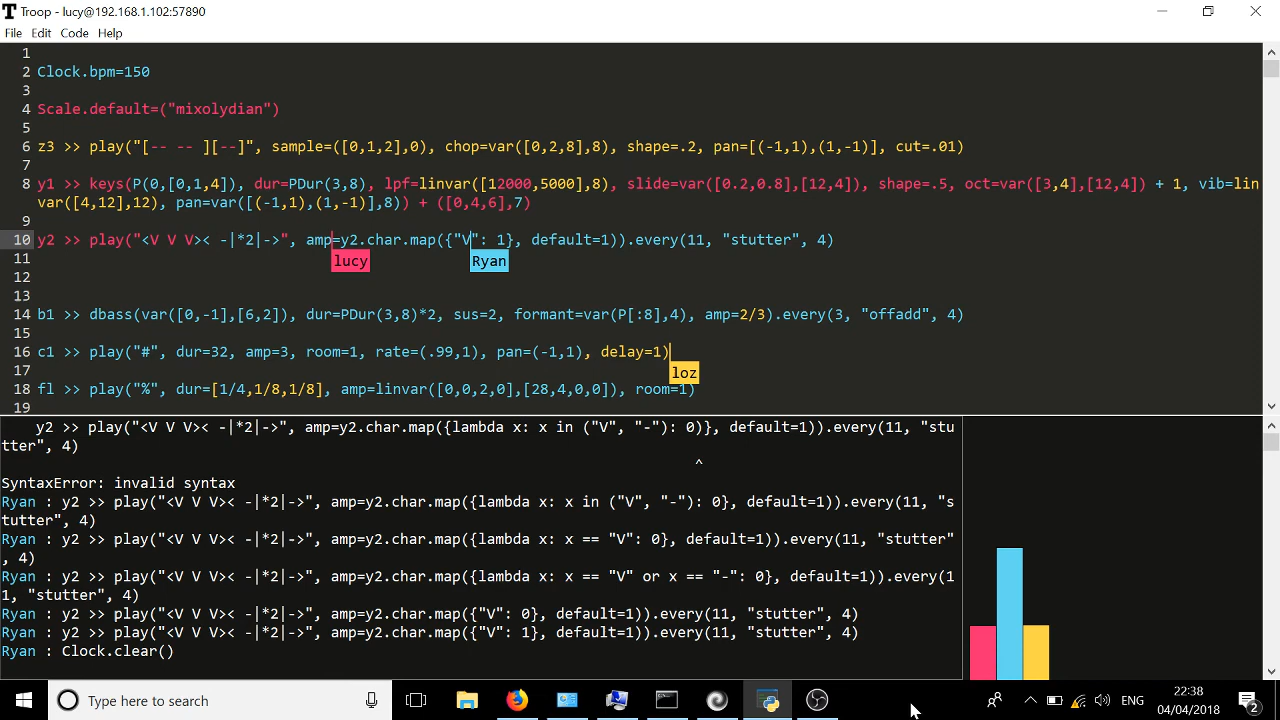 Troop - lucy@192.168.1.102:57890
File Edit Code Help
1
2 Clock.bpm=150
3
4 Scale.default=("mixolydian")
5
6 z3 >> play("[-- -- ][--]", sample=([0,1,2],0), chop=var([0,2,8],8), shape=.2, pan=[(-1,1),(1,-1)], cut=.01)
7
8 y1 >> keys(P(0,[0,1,4]), dur=PDur(3,8), lpf=linvar([12000,5000],8), slide=var([0.2,0.8],[12,4]), shape=.5, oct=var([3,4],[12,4]) + 1, vib=lin
var([4,12],12), pan=var([(-1,1),(1,-1)],8)) + ([0,4,6],7)
9
10 y2 >> play("<V V V>< -|*2|->", amp=y2.char.map({"V": 1}, default=1)).every(11, "stutter", 4)
11 lucy Ryan
12
13
14 b1 >> dbass(var([0,-1],[6,2]), dur=PDur(3,8)*2, sus=2, formant=var(P[:8],4), amp=2/3).every(3, "offadd", 4)
15
16 c1 >> play("#", dur=32, amp=3, room=1, rate=(.99,1), pan=(-1,1), delay=1)
17 loz
18 fl >> play("%", dur=[1/4,1/8,1/8], amp=linvar([0,0,2,0],[28,4,0,0]), room=1)
19
y2 >> play("<V V V>< -|*2|->", amp=y2.char.map({lambda x: x in ("V", "-"): 0)}, default=1)).every(11, "stu
tter", 4)
^
SyntaxError: invalid syntax
Ryan : y2 >> play("<V V V>< -|*2|->", amp=y2.char.map({lambda x: x in ("V", "-"): 0}, default=1)).every(11, "s
tutter", 4)
Ryan : y2 >> play("<V V V>< -|*2|->", amp=y2.char.map({lambda x: x == "V": 0}, default=1)).every(11, "stutter"
, 4)
Ryan : y2 >> play("<V V V>< -|*2|->", amp=y2.char.map({lambda x: x == "V" or x == "-": 0}, default=1)).every(1
1, "stutter", 4)
Ryan : y2 >> play("<V V V>< -|*2|->", amp=y2.char.map({"V": 0}, default=1)).every(11, "stutter", 4)
Ryan : y2 >> play("<V V V>< -|*2|->", amp=y2.char.map({"V": 1}, default=1)).every(11, "stutter", 4)
Ryan : Clock.clear()
Type here to search
ENG
22:38
04/04/2018
2